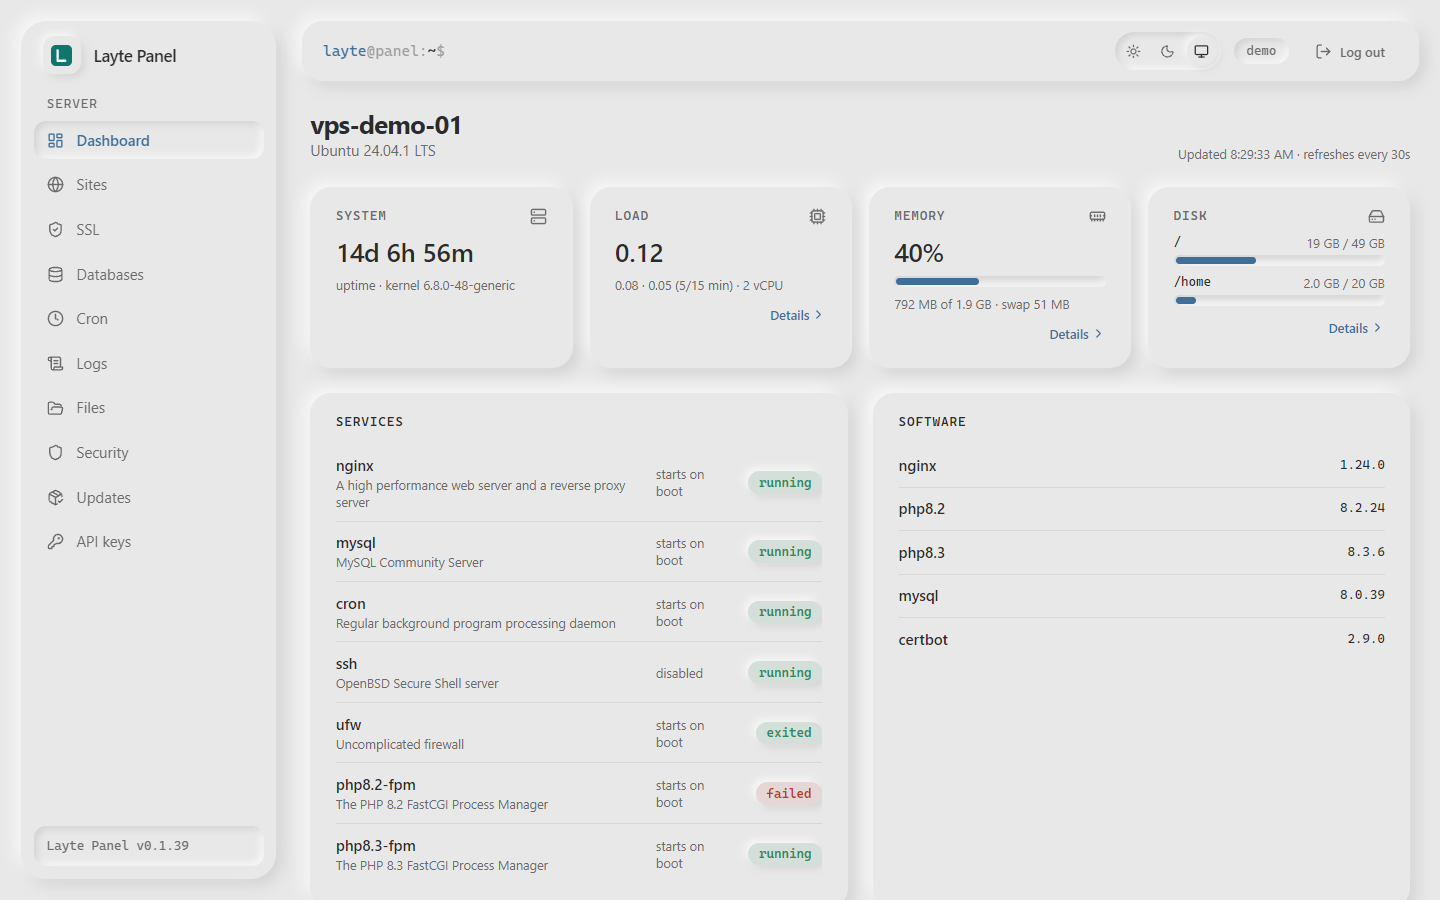 Layte Panel
SERVER
Dashboard
Sites
SSL
Databases
Cron
Logs
Files
Security
Updates
API keys
Layte Panel v0.1.39
layte@panel:~$
demo
Log out
vps-demo-01
Ubuntu 24.04.1 LTS
Updated 8:29:33 AM · refreshes every 30s
SYSTEM
14d 6h 56m
uptime · kernel 6.8.0-48-generic
LOAD
0.12
0.08 · 0.05 (5/15 min) · 2 vCPU
Details
MEMORY
40%
792 MB of 1.9 GB · swap 51 MB
Details
DISK
/ 19 GB / 49 GB
/home 2.0 GB / 20 GB
Details
SERVICES
nginx
A high performance web server and a reverse proxy
server
starts on
boot
running
mysql
MySQL Community Server
starts on
boot
running
cron
Regular background program processing daemon
starts on
boot
running
ssh
OpenBSD Secure Shell server
disabled
running
ufw
Uncomplicated firewall
starts on
boot
exited
php8.2-fpm
The PHP 8.2 FastCGI Process Manager
starts on
boot
failed
php8.3-fpm
The PHP 8.3 FastCGI Process Manager
starts on
boot
running
SOFTWARE
nginx 1.24.0
php8.2 8.2.24
php8.3 8.3.6
mysql 8.0.39
certbot 2.9.0